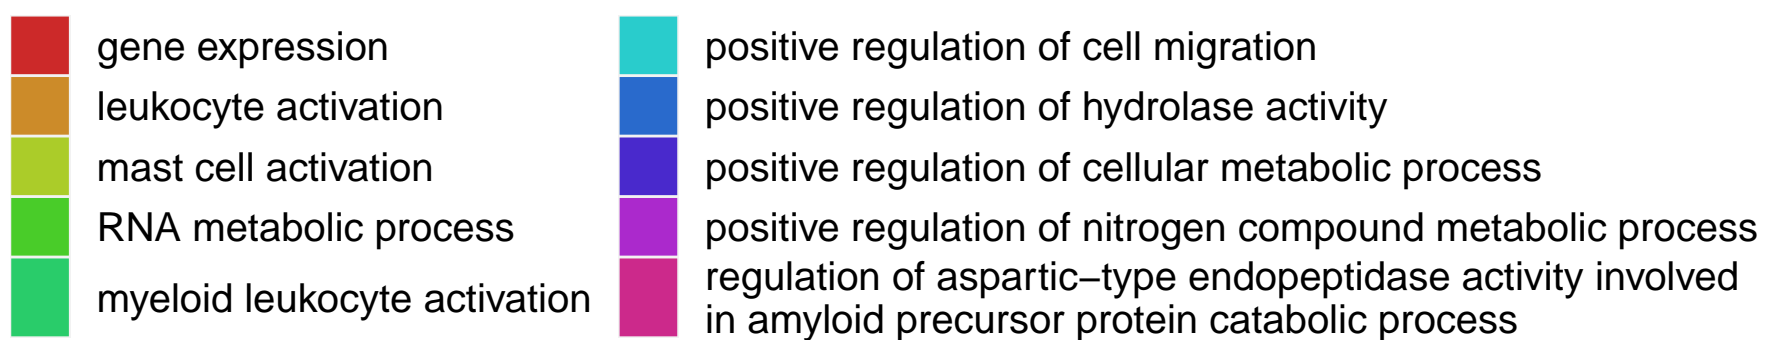 gene expression
leukocyte activation
mast cell activation
RNA metabolic process
myeloid leukocyte activation
positive regulation of cell migration
positive regulation of hydrolase activity
positive regulation of cellular metabolic process
positive regulation of nitrogen compound metabolic process
regulation of aspartic−type endopeptidase activity involved
in amyloid precursor protein catabolic process